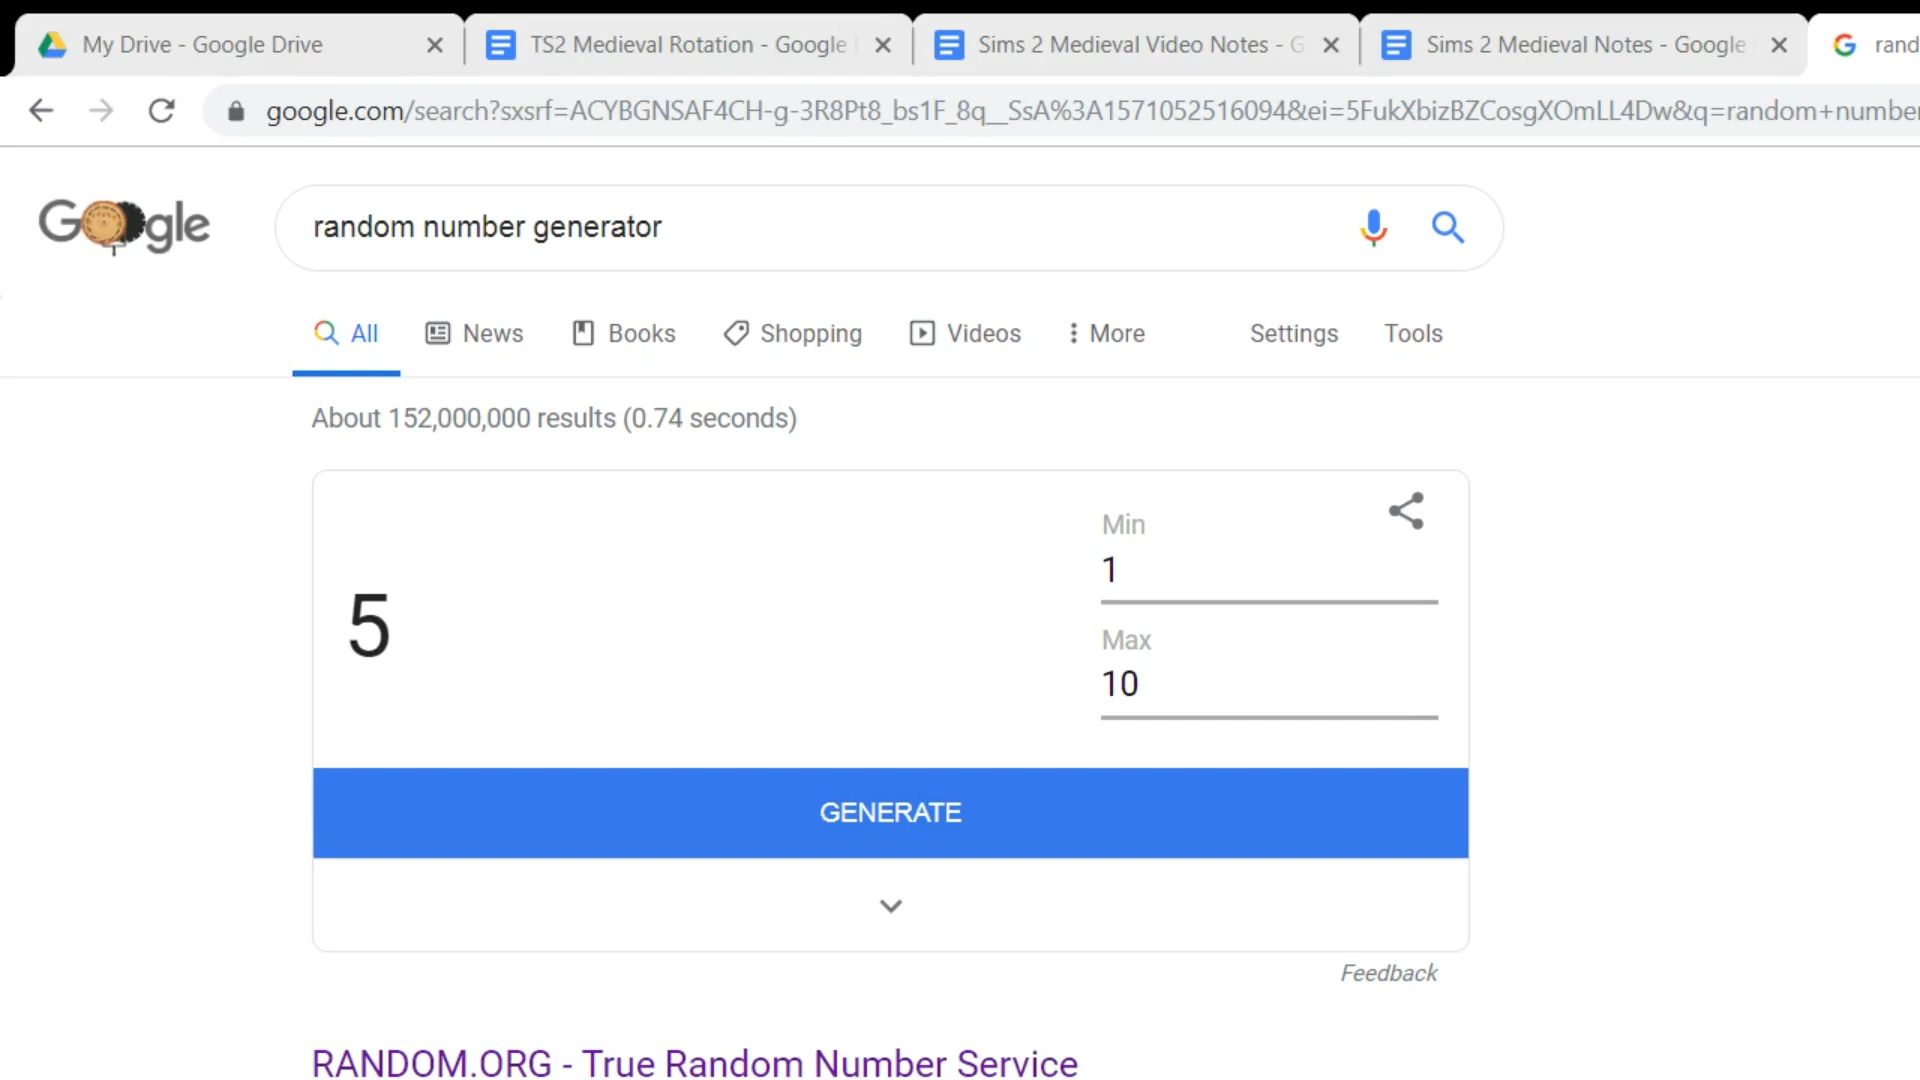 My Drive - Google Drive
TS2 Medieval Rotation - Google
Sims 2 Medieval Video Notes - G
Sims 2 Medieval Notes - Google
rand
google.com/search?sxsrf=ACYBGNSAF4CH-g-3R8Pt8_bs1F_8q__SsA%3A1571052516094&ei=5FukXbizBZCosgXOmLL4Dw&q=random+number
Google
random number generator
All News Books Shopping Videos More Settings Tools
About 152,000,000 results (0.74 seconds)
Min
1
5
Max
10
GENERATE
Feedback
RANDOM.ORG - True Random Number Service